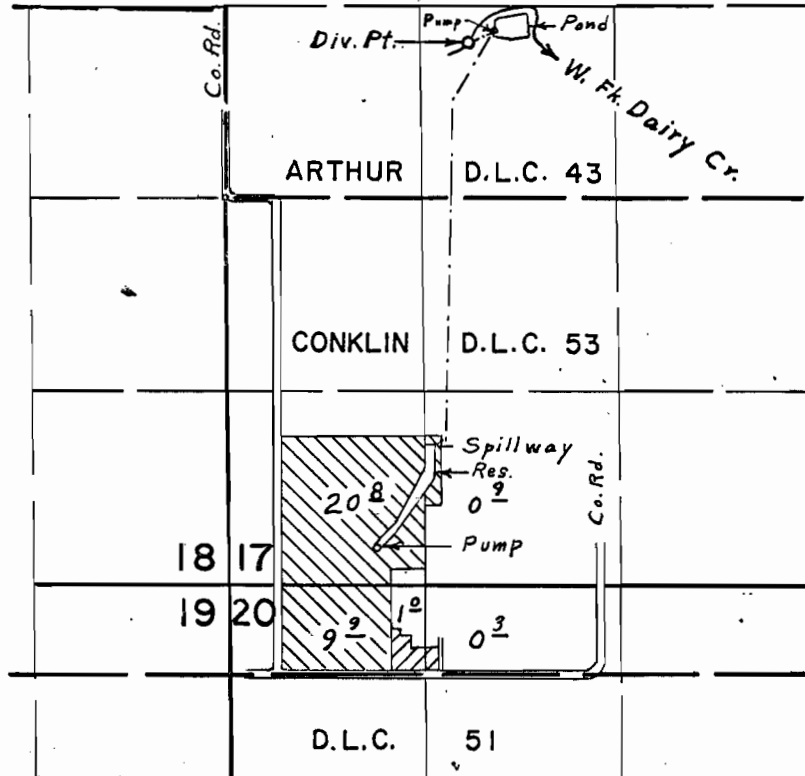 Co. Rd.
Pump
Pond
Div. Pt.
W. Fk. Dairy Cr.
ARTHUR D.L.C. 43
CONKLIN D.L.C. 53
Spillway
Res.
20 8
0 9
Co. Rd.
Pump
18 17
19 20
1 0
9 9
0 3
D.L.C. 51